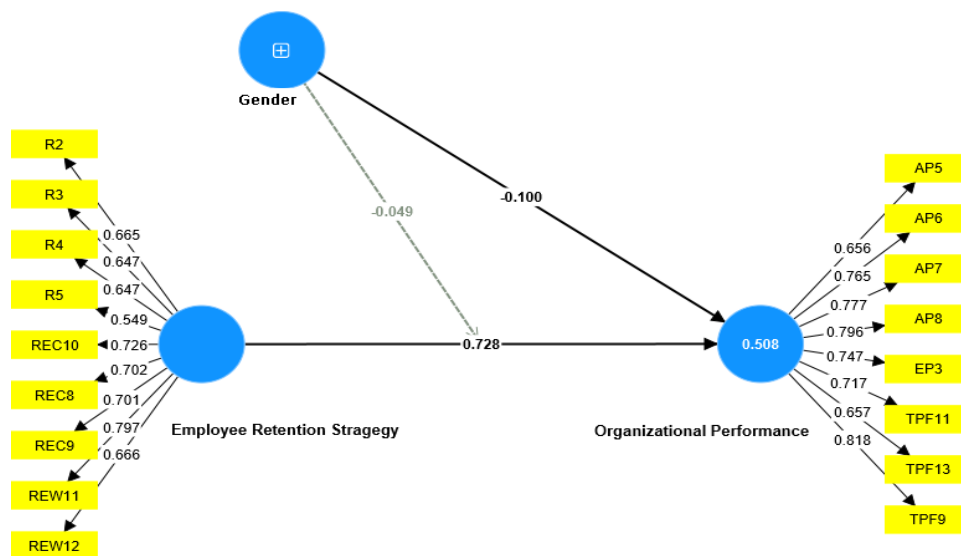 Gender
R2
R3
R4
R5
REC10
REC8
REC9
REW11
REW12
0.665
0.647
0.647
0.549
0.726
0.702
0.701
0.797
0.666
Employee Retention Stragegy
-0.049
-0.100
0.728
0.508
Organizational Performance
0.656
0.765
0.777
0.796
0.747
0.717
0.657
0.818
AP5
AP6
AP7
AP8
EP3
TPF11
TPF13
TPF9